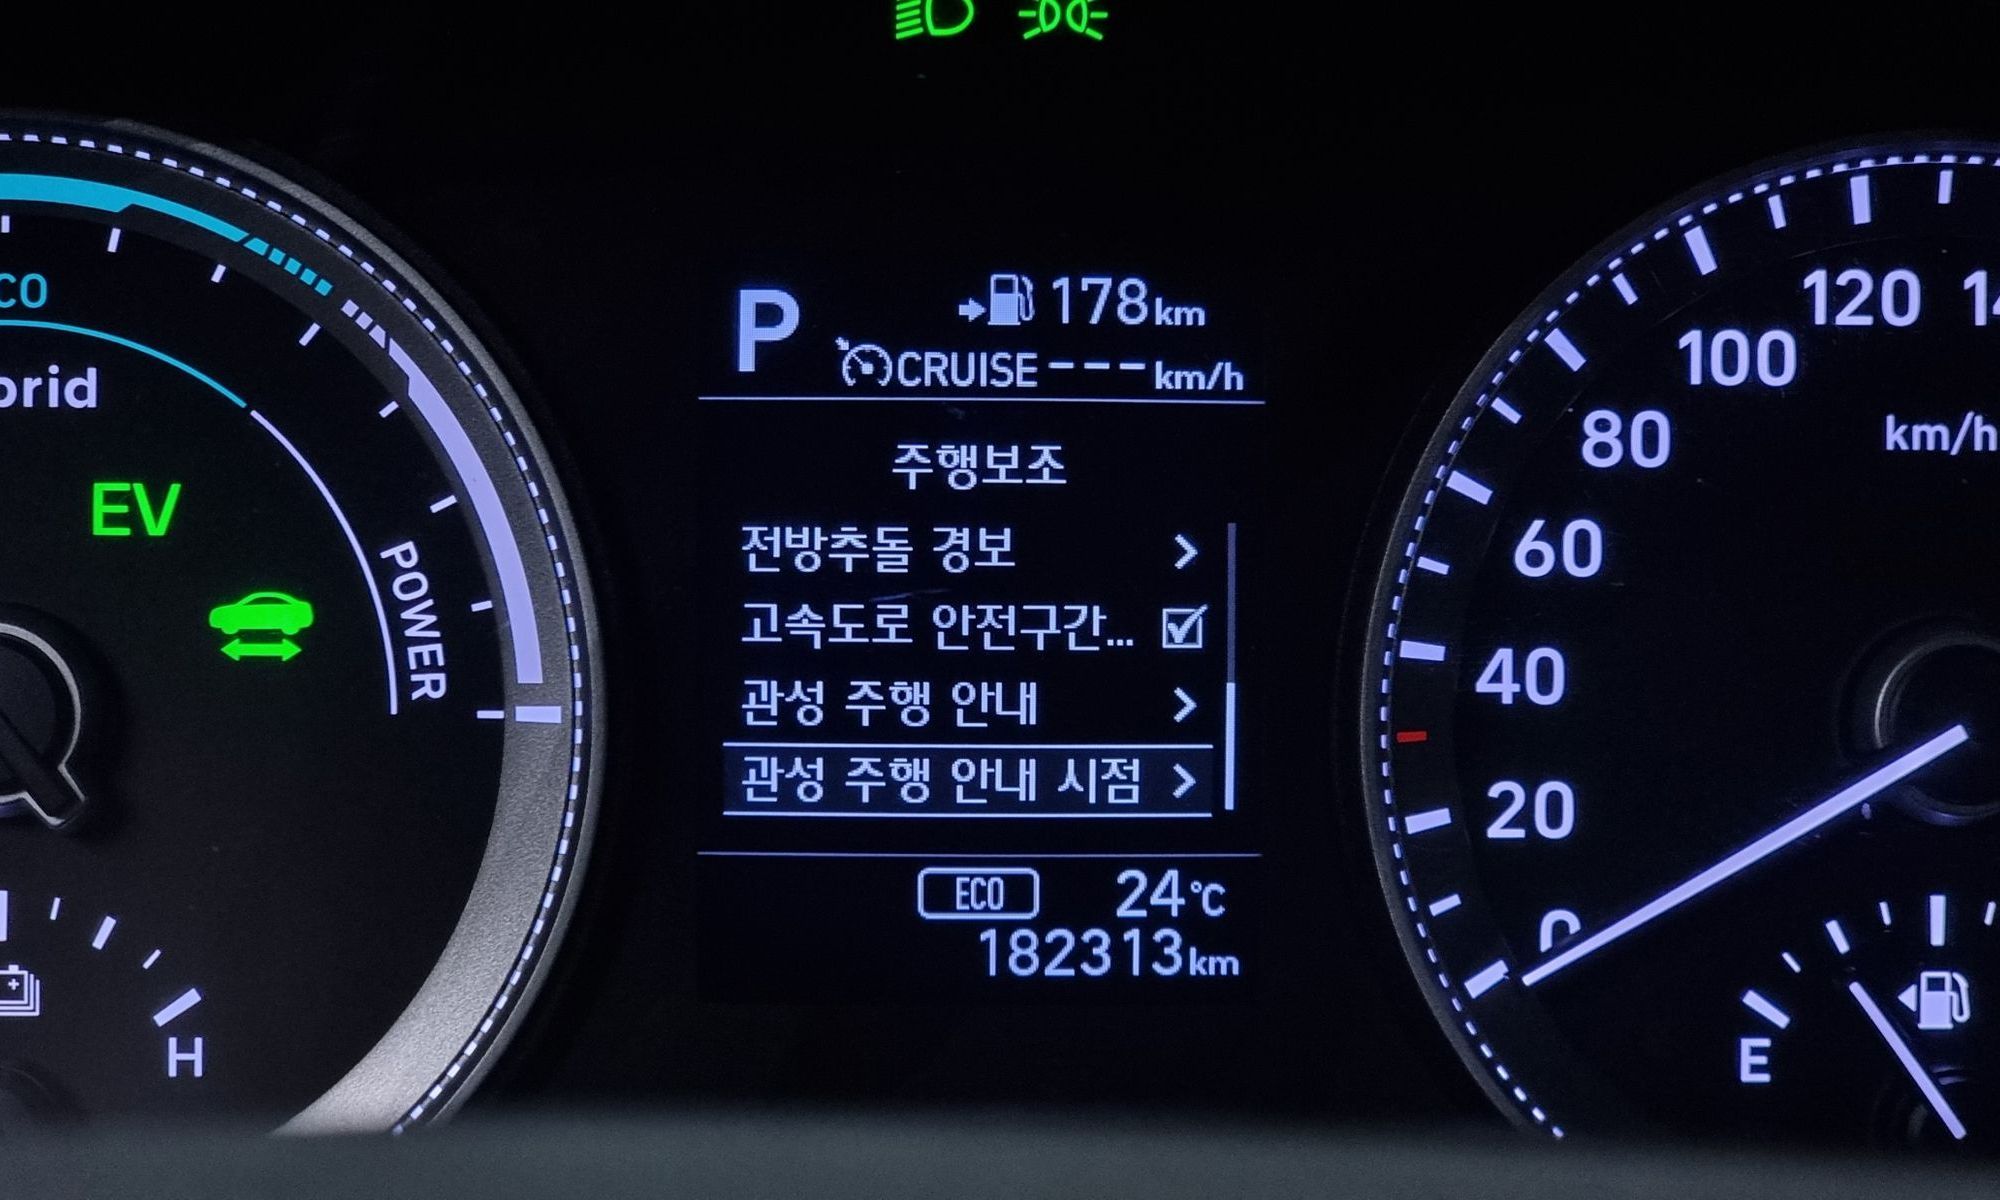 P 178km
CRUISE --- km/h
주행보조
전방추돌 경보 >
고속도로 안전구간... ☑
관성 주행 안내 >
관성 주행 안내 시점 >
ECO 24℃
182313km
EV
POWER
H
120
100
80
km/h
60
40
20
0
E